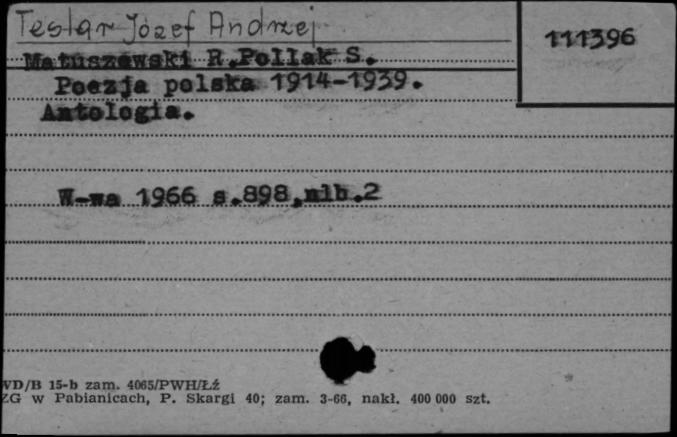 Teslar Józef Andrzej
111396
Matuszewski R.Pollak S.
Poezja polska 1914-1939.
Antologia.
W-wa 1966 s.898,nlb.2
WD/B 15-b zam. 4065/PWH/Łź
ZG w Pabianicach, P. Skargi 40; zam. 3-66, nakł. 400 000 szt.